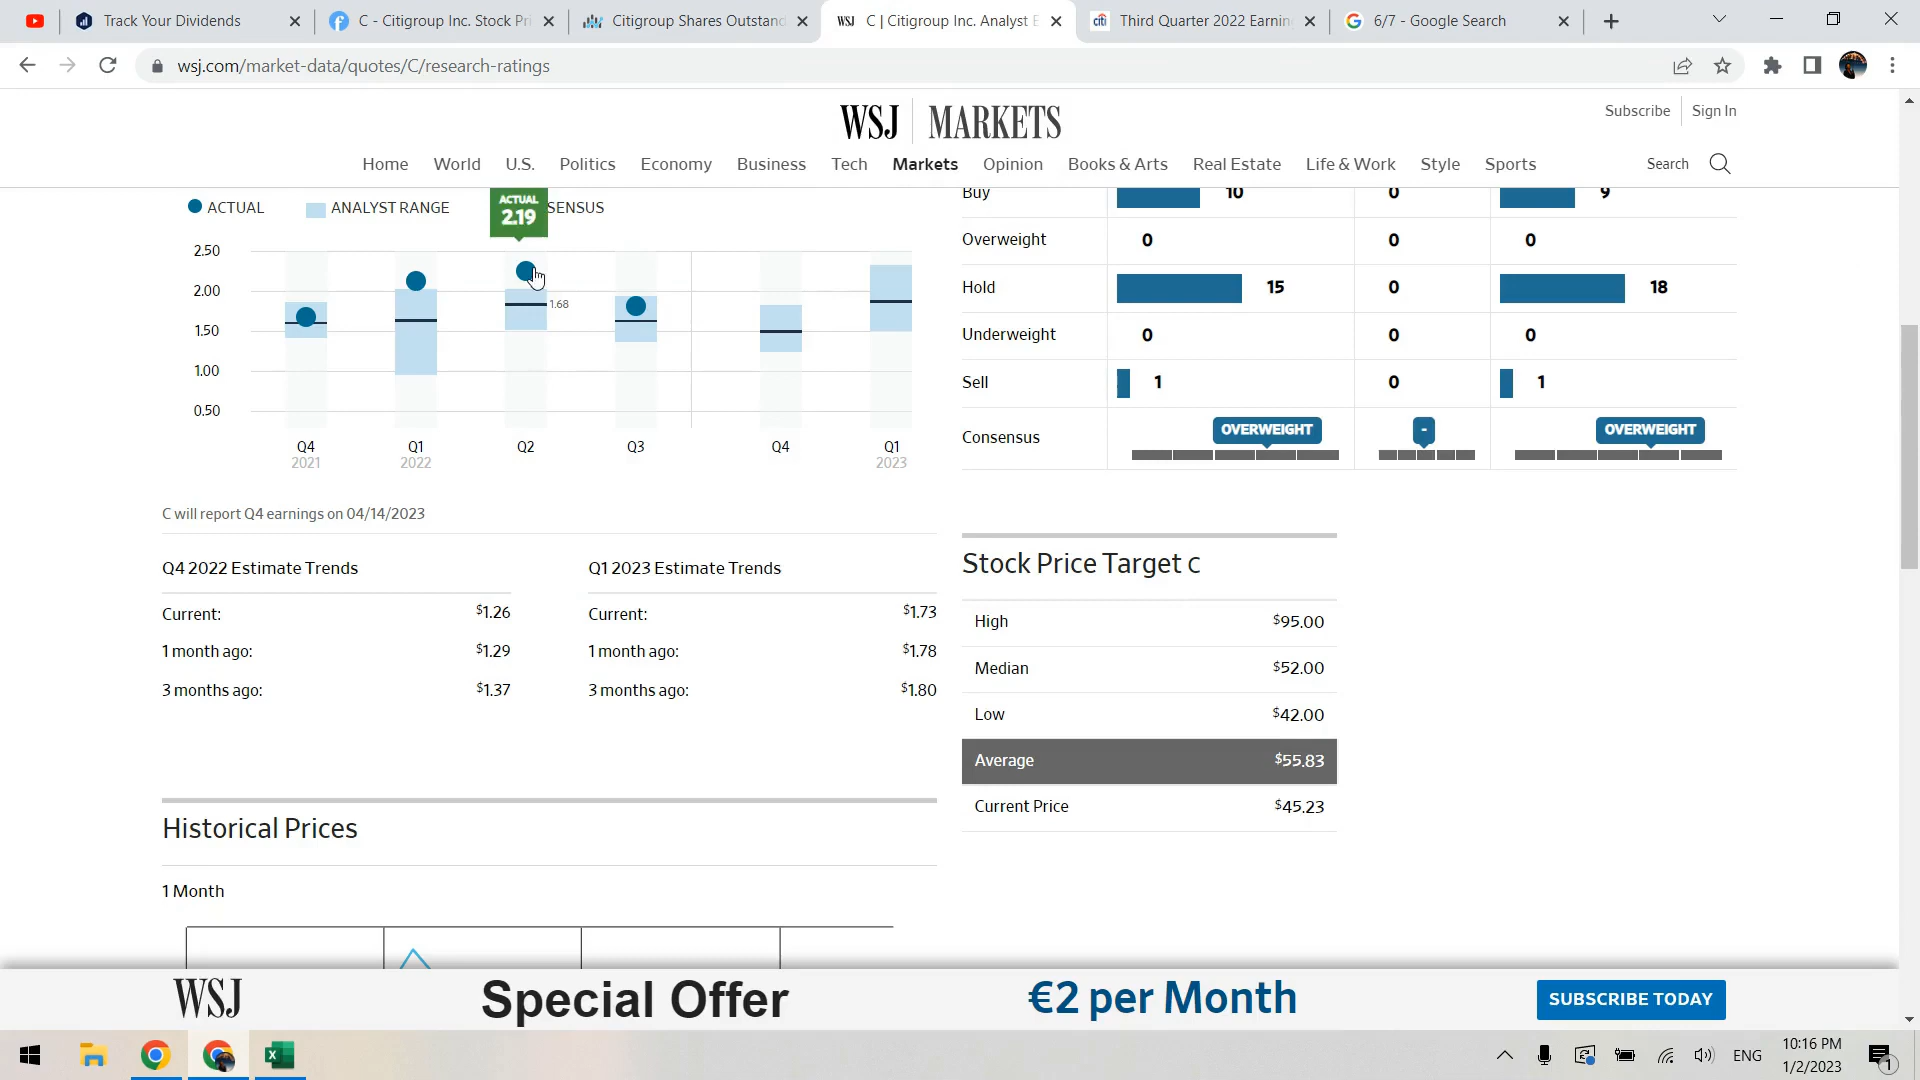 Track Your Dividends
C - Citigroup Inc. Stock Pri
Citigroup Shares Outstand
WSJ C | Citigroup Inc. Analyst E
citi Third Quarter 2022 Earnin
6/7 - Google Search
wsj.com/market-data/quotes/C/research-ratings
WSJ MARKETS
Subscribe Sign In
Home World U.S. Politics Economy Business Tech Markets Opinion Books & Arts Real Estate Life & Work Style Sports
Search
ACTUAL ANALYST RANGE SENSUS
ACTUAL
2.19
2.50
2.00
1.50
1.00
0.50
1.68
Q4 Q1 Q2 Q3 Q4 Q1
2021 2022 2023
C will report Q4 earnings on 04/14/2023
Q4 2022 Estimate Trends
Current: $1.26
1 month ago: $1.29
3 months ago: $1.37
Q1 2023 Estimate Trends
Current: $1.73
1 month ago: $1.78
3 months ago: $1.80
Historical Prices
1 Month
Buy 10 0 9
Overweight 0 0 0
Hold 15 0 18
Underweight 0 0 0
Sell 1 0 1
Consensus OVERWEIGHT - OVERWEIGHT
Stock Price Target C
High $95.00
Median $52.00
Low $42.00
Average $55.83
Current Price $45.23
WSJ Special Offer €2 per Month SUBSCRIBE TODAY
ENG
10:16 PM
1/2/2023
1